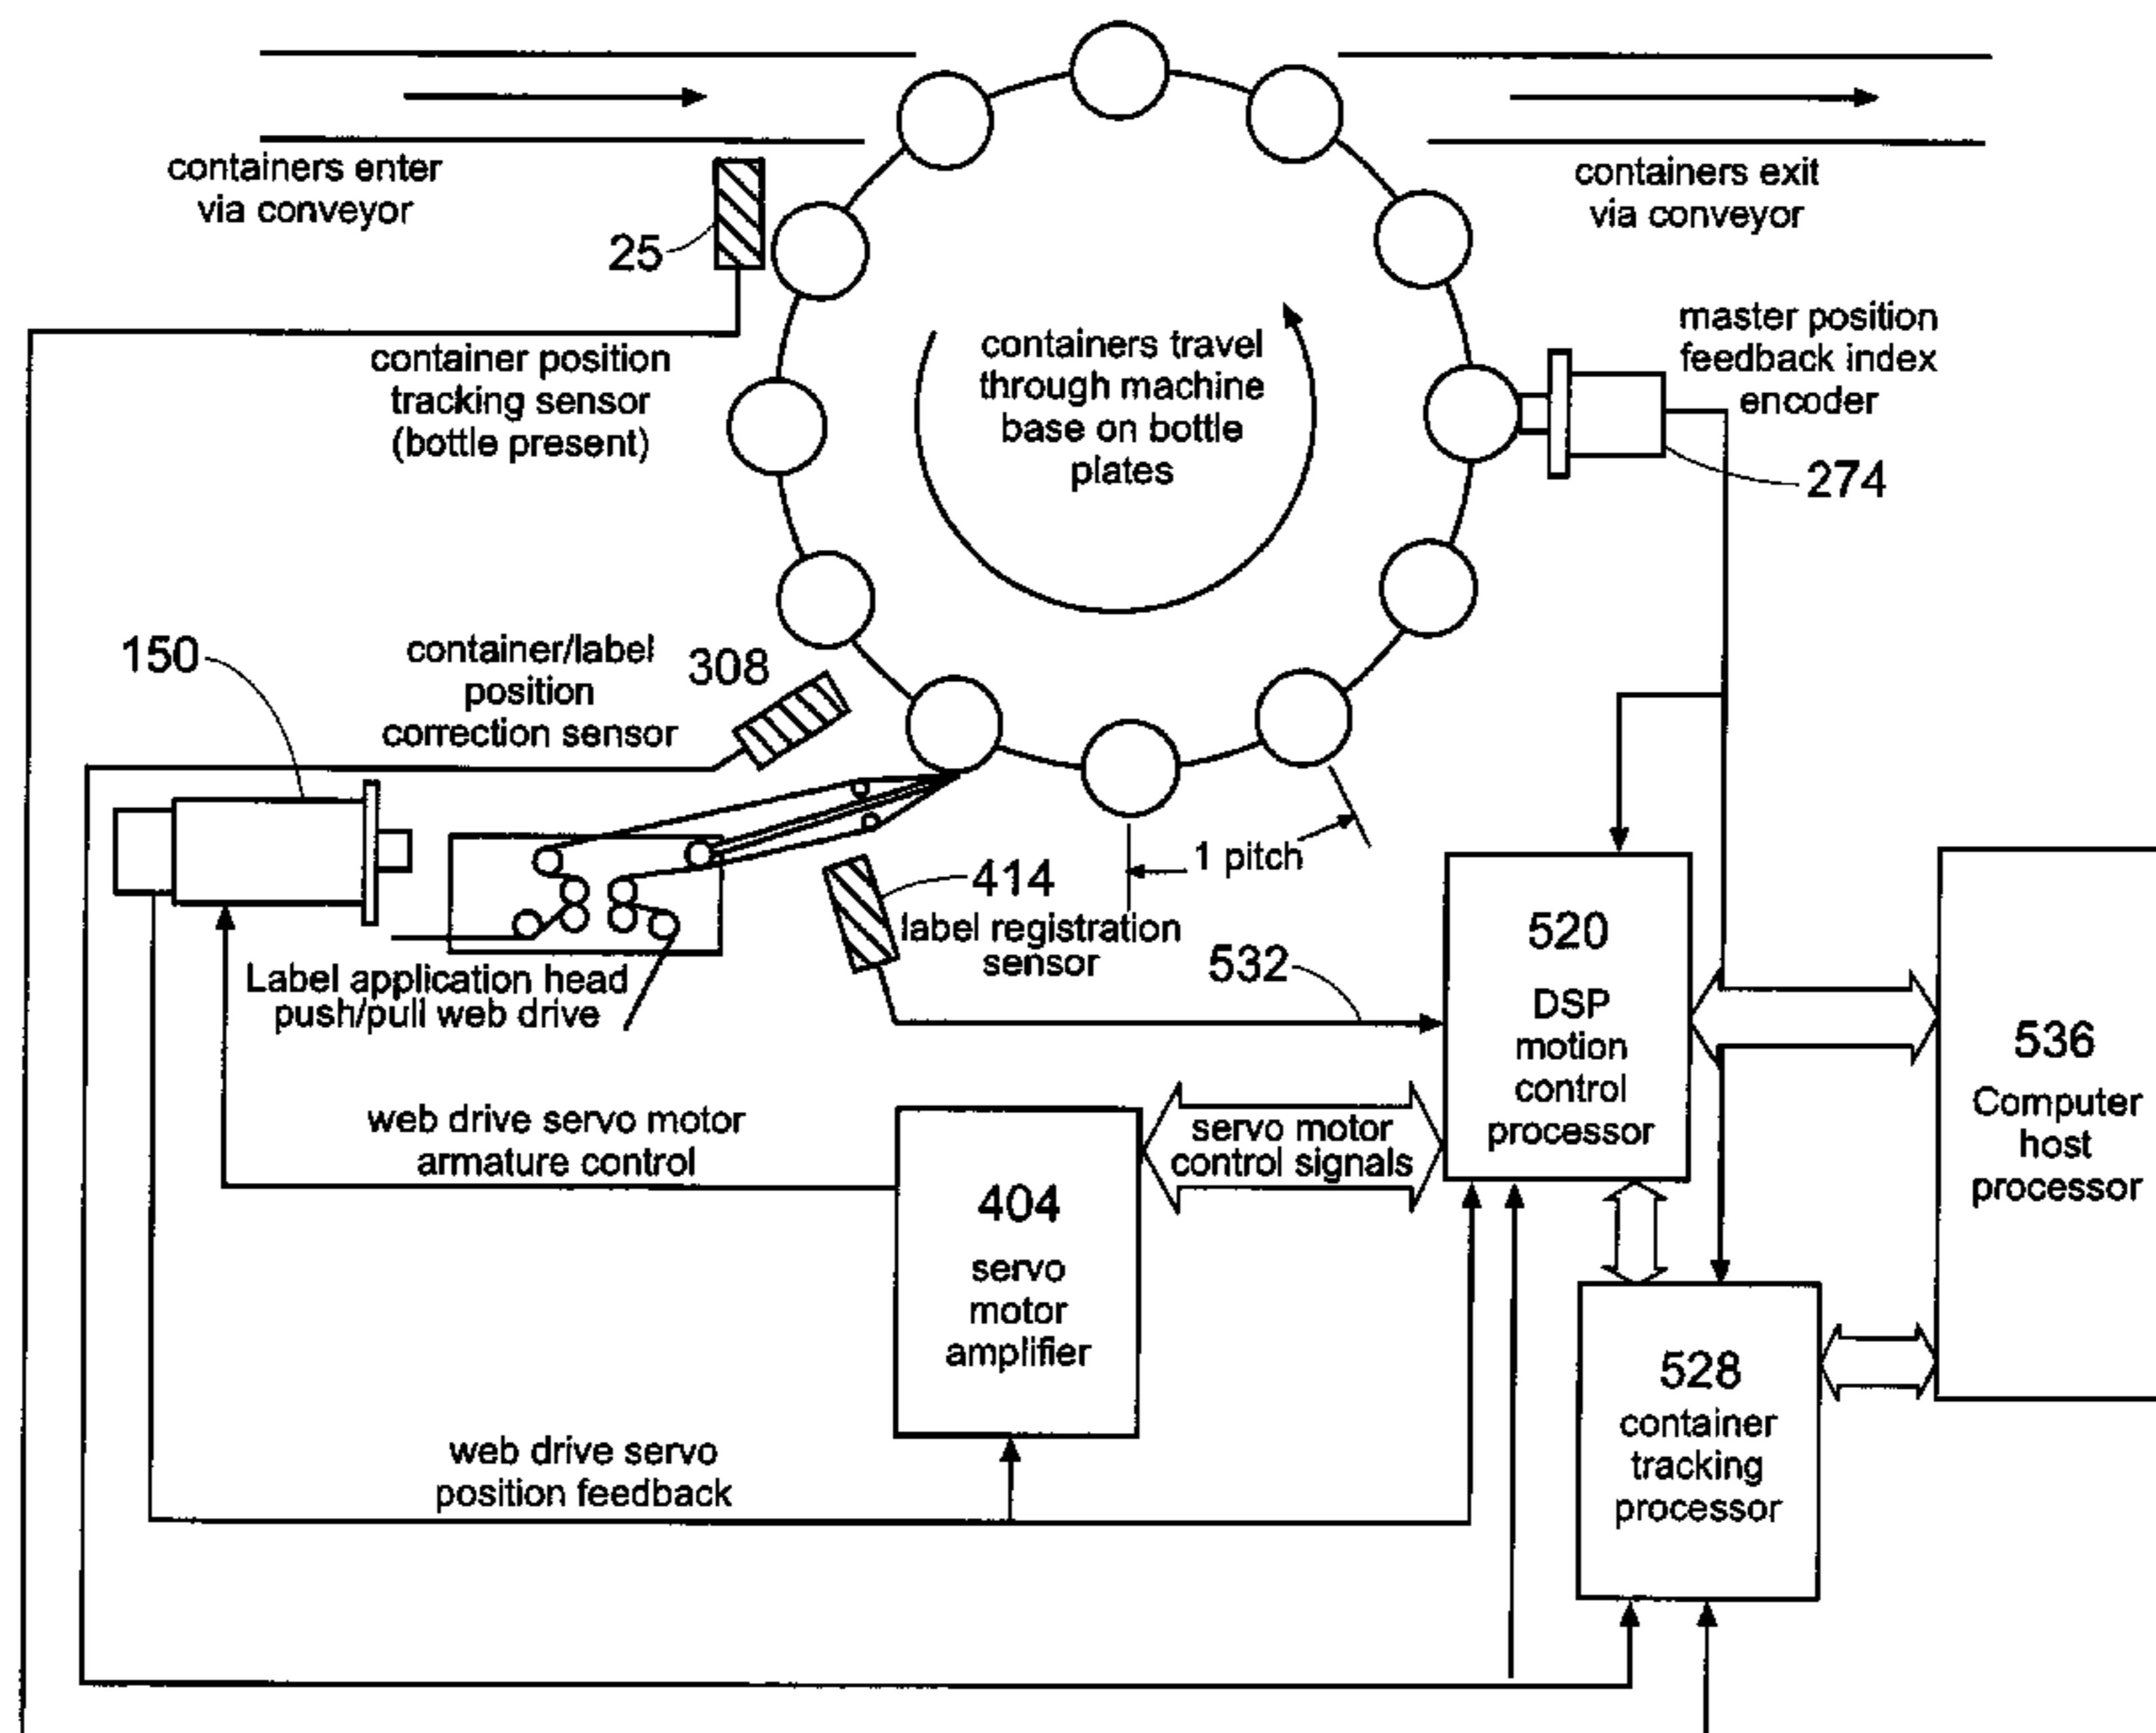 containers enter
via conveyor
25
containers exit
via conveyor
container position
tracking sensor
(bottle present)
containers travel
through machine
base on bottle
plates
master position
feedback index
encoder
274
150
container/label
position
correction sensor
308
1 pitch
414
label registration
sensor
532
Label application head
push/pull web drive
520
DSP
motion
control
processor
536
Computer
host
processor
web drive servo motor
armature control
servo motor
control signals
404
servo
motor
amplifier
528
container
tracking
processor
web drive servo
position feedback